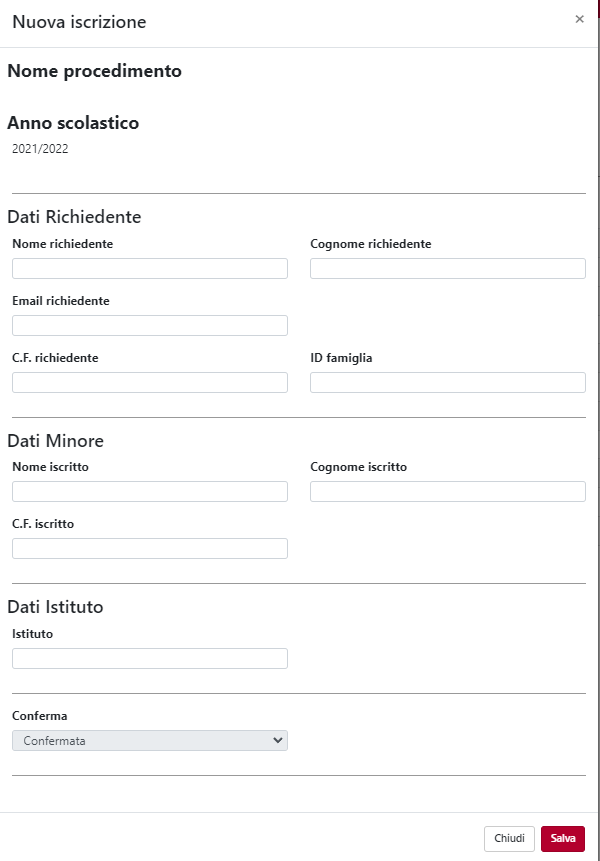 Nuova iscrizione ×
Nome procedimento
Anno scolastico
2021/2022
Dati Richiedente
Nome richiedente Cognome richiedente
Email richiedente
C.F. richiedente ID famiglia
Dati Minore
Nome iscritto Cognome iscritto
C.F. iscritto
Dati Istituto
Istituto
Conferma
Confermata
Chiudi Salva